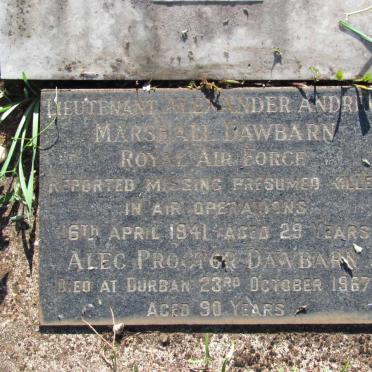 LIEUTENANT ALEXANDER ANDREW
MARSHALL DAWBARN
ROYAL AIR FORCE
REPORTED MISSING PRESUMED KILLED
IN AIR OPERATIONS
16TH APRIL 1941 AGED 29 YEARS
ALEC PROCTOR DAWBARN
DIED AT DURBAN 23RD OCTOBER 1967
AGED 90 YEARS